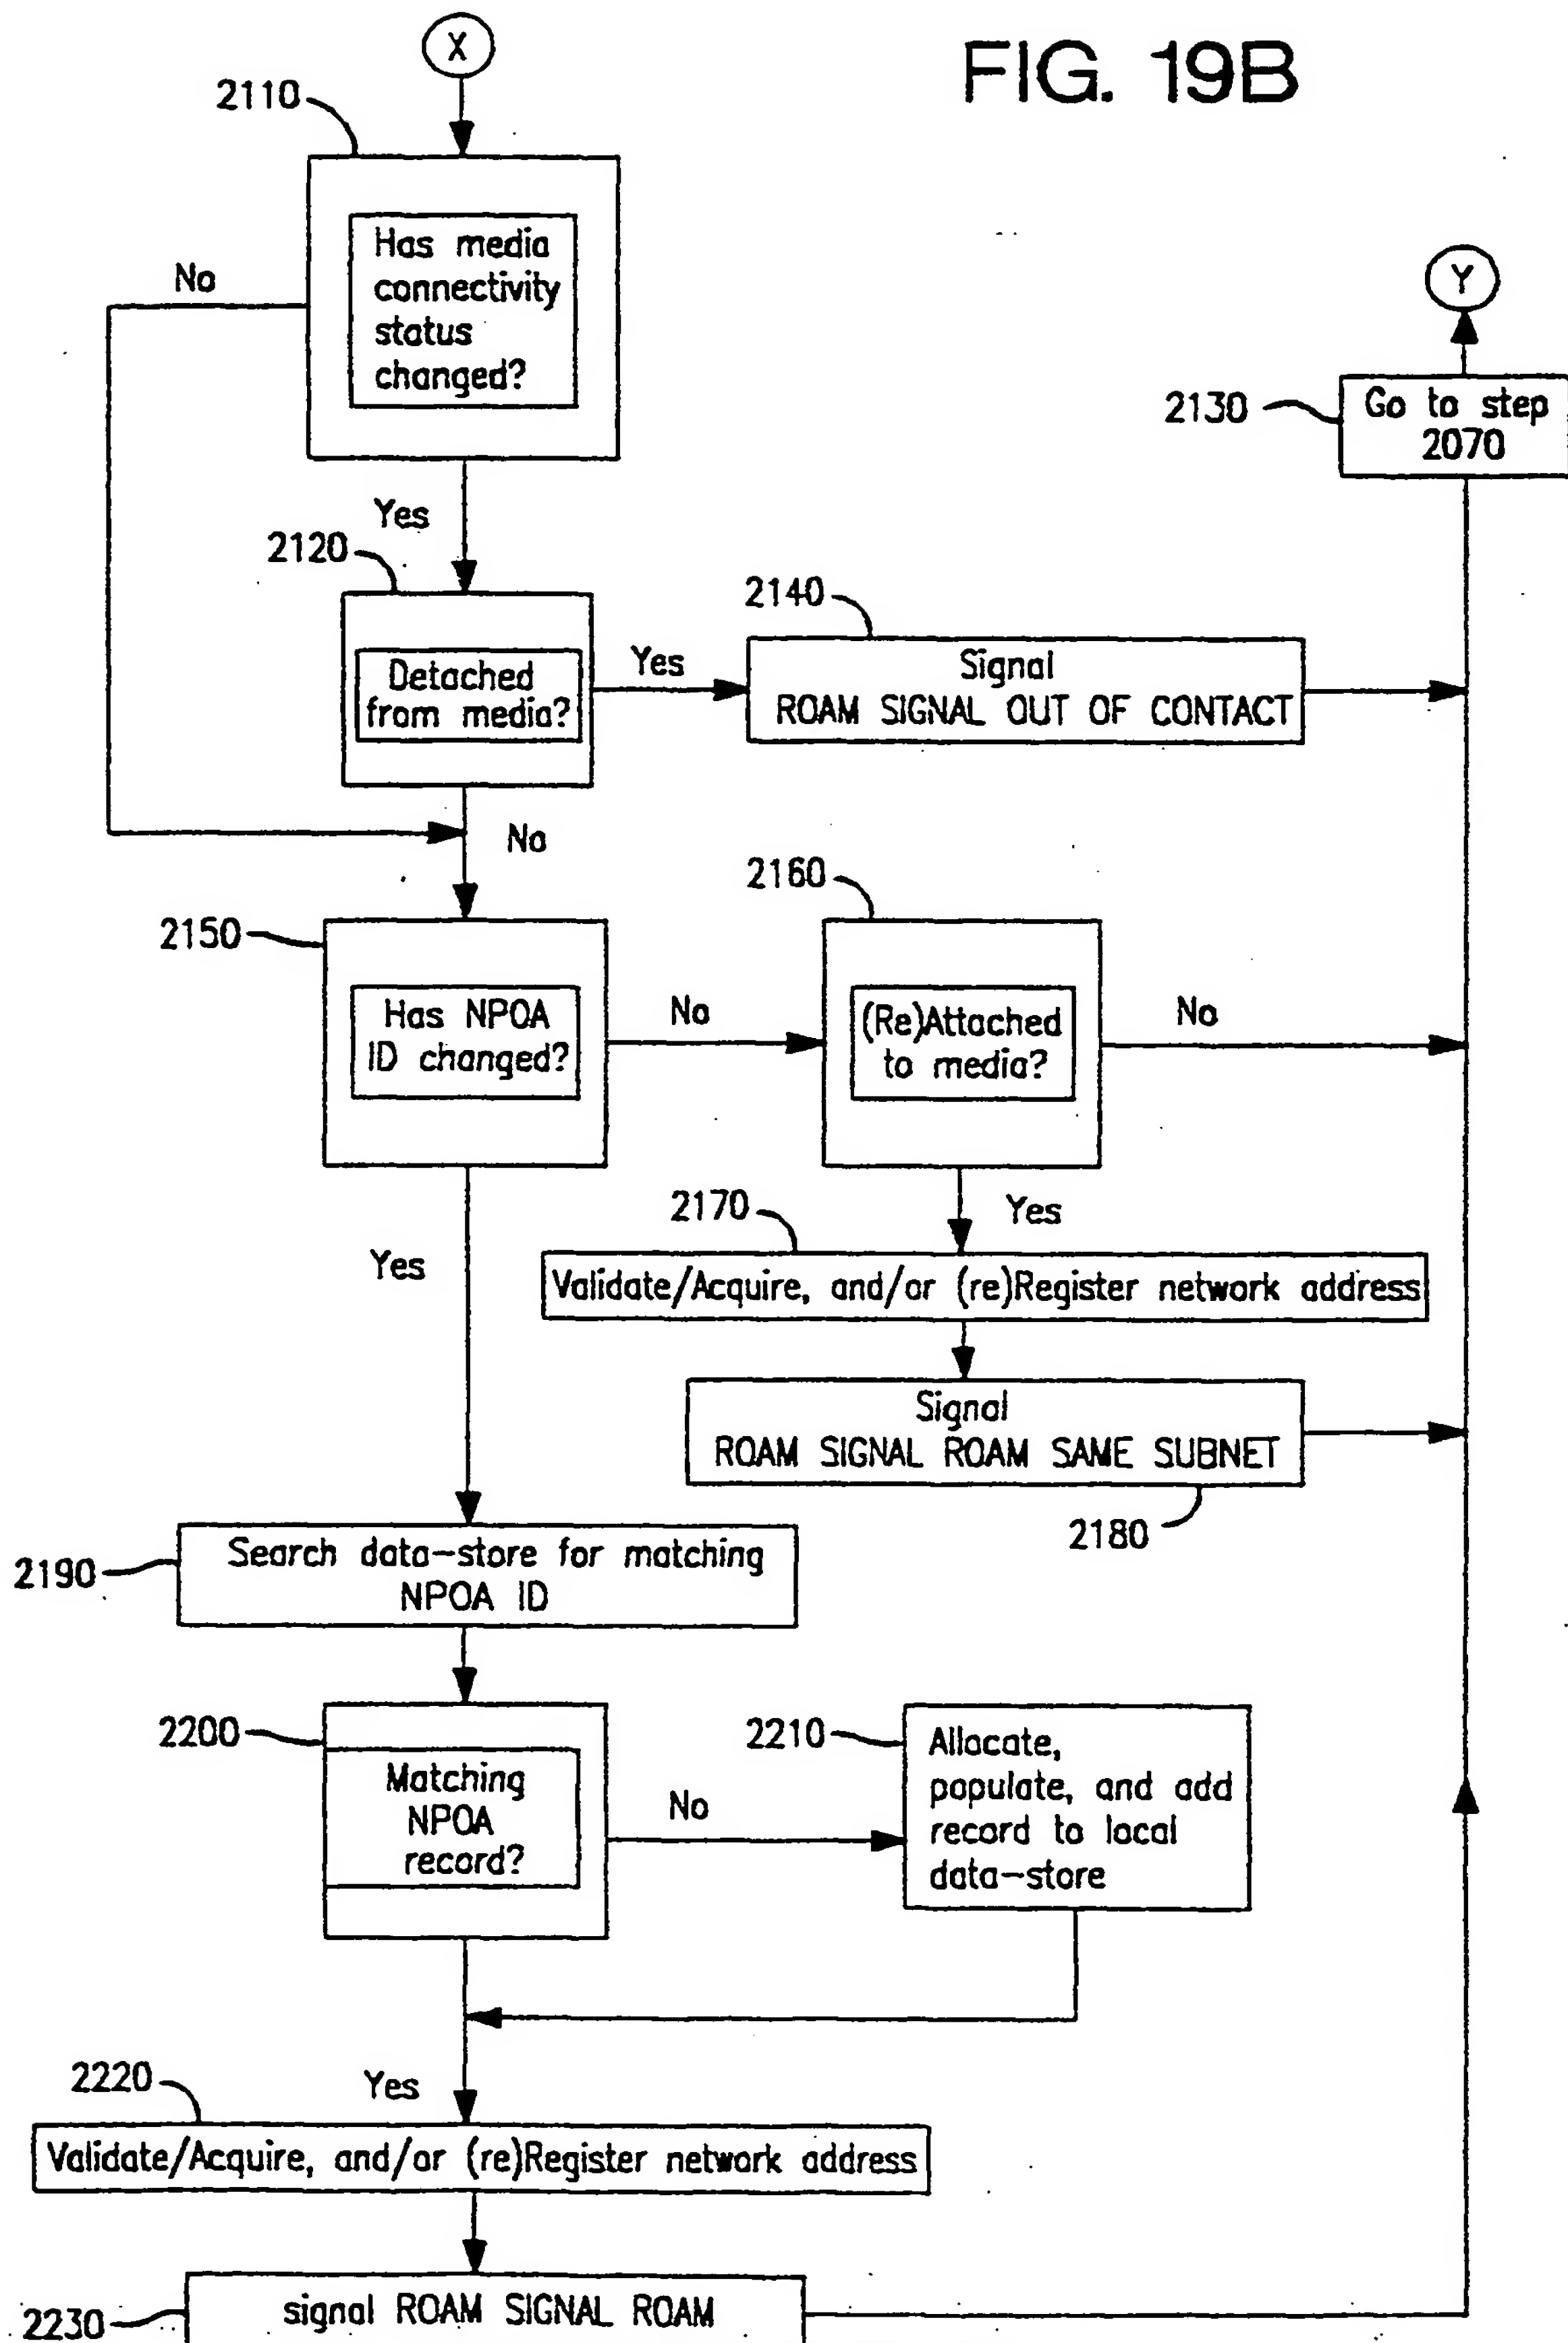 FIG. 19B
X
2110
Has media
connectivity
status
changed?
No
Y
2130
Go to step
2070
Yes
2120
Detached
from media?
Yes
2140
Signal
ROAM SIGNAL OUT OF CONTACT
No
2150
Has NPOA
ID changed?
No
2160
(Re)Attached
to media?
No
Yes
2170
Yes
Validate/Acquire, and/or (re)Register network address
Signal
ROAM SIGNAL ROAM SAME SUBNET
2180
2190
Search data-store for matching
NPOA ID
2200
Matching
NPOA
record?
No
2210
Allocate,
populate, and add
record to local
data-store
Yes
2220
Validate/Acquire, and/or (re)Register network address
2230
signal ROAM SIGNAL ROAM